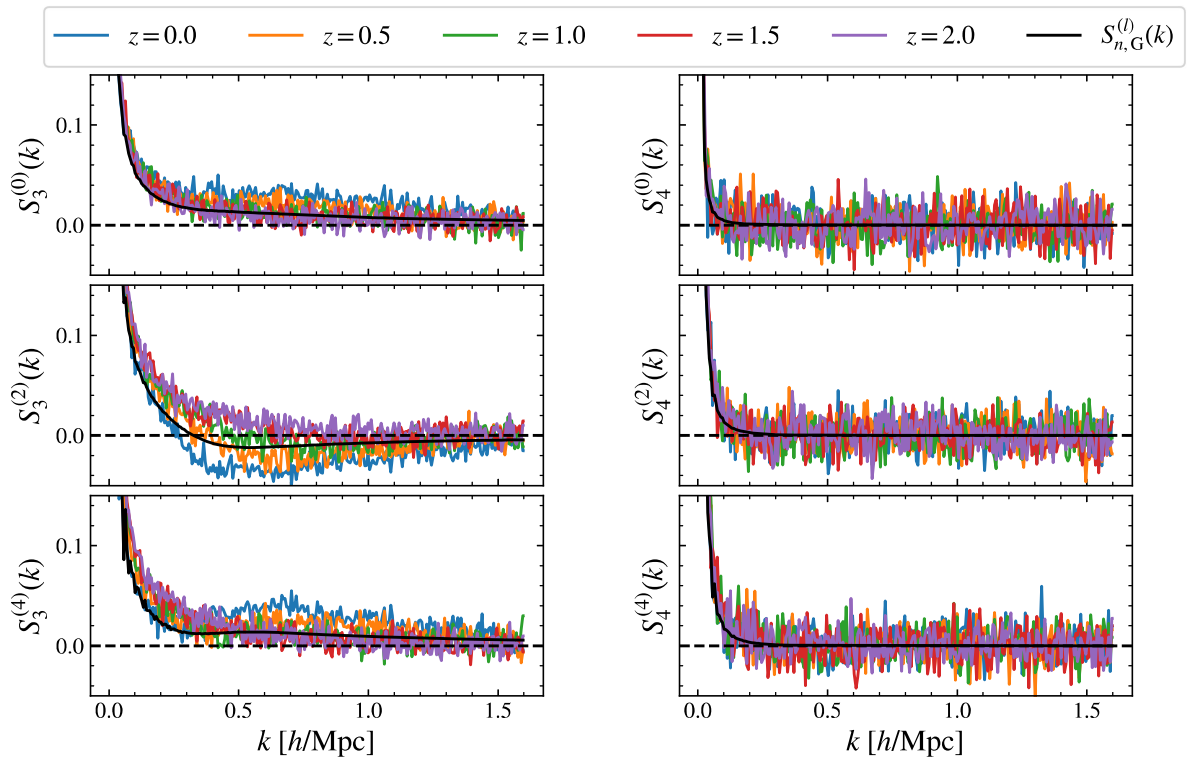 z = 0.0 z = 0.5 z = 1.0 z = 1.5 z = 2.0 S_{n,G}^{(l)}(k)
0.1
0.0
S_3^{(0)}(k)
S_4^{(0)}(k)
0.1
0.0
S_3^{(2)}(k)
S_4^{(2)}(k)
0.1
0.0
S_3^{(4)}(k)
S_4^{(4)}(k)
0.0 0.5 1.0 1.5 0.0 0.5 1.0 1.5
k [h/Mpc] k [h/Mpc]